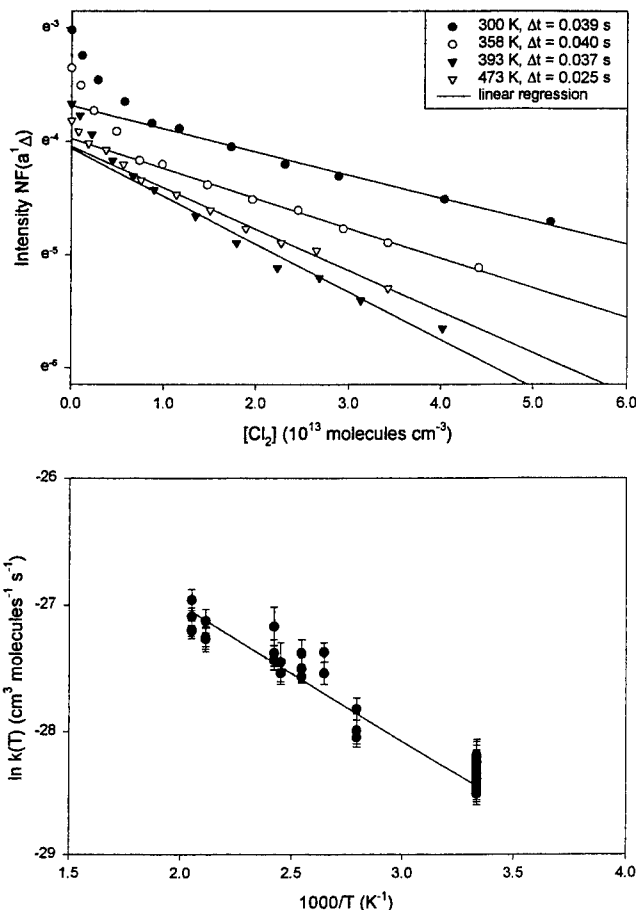 e⁻³
e⁻⁴
e⁻⁵
e⁻⁶
Intensity NF(a¹Δ)
300 K, Δt = 0.039 s
358 K, Δt = 0.040 s
393 K, Δt = 0.037 s
473 K, Δt = 0.025 s
linear regression
0.0 1.0 2.0 3.0 4.0 5.0 6.0
[Cl₂] (10¹³ molecules cm⁻³)
-26
-27
-28
-29
ln k(T) (cm³ molecules⁻¹ s⁻¹)
1.5 2.0 2.5 3.0 3.5 4.0
1000/T (K⁻¹)